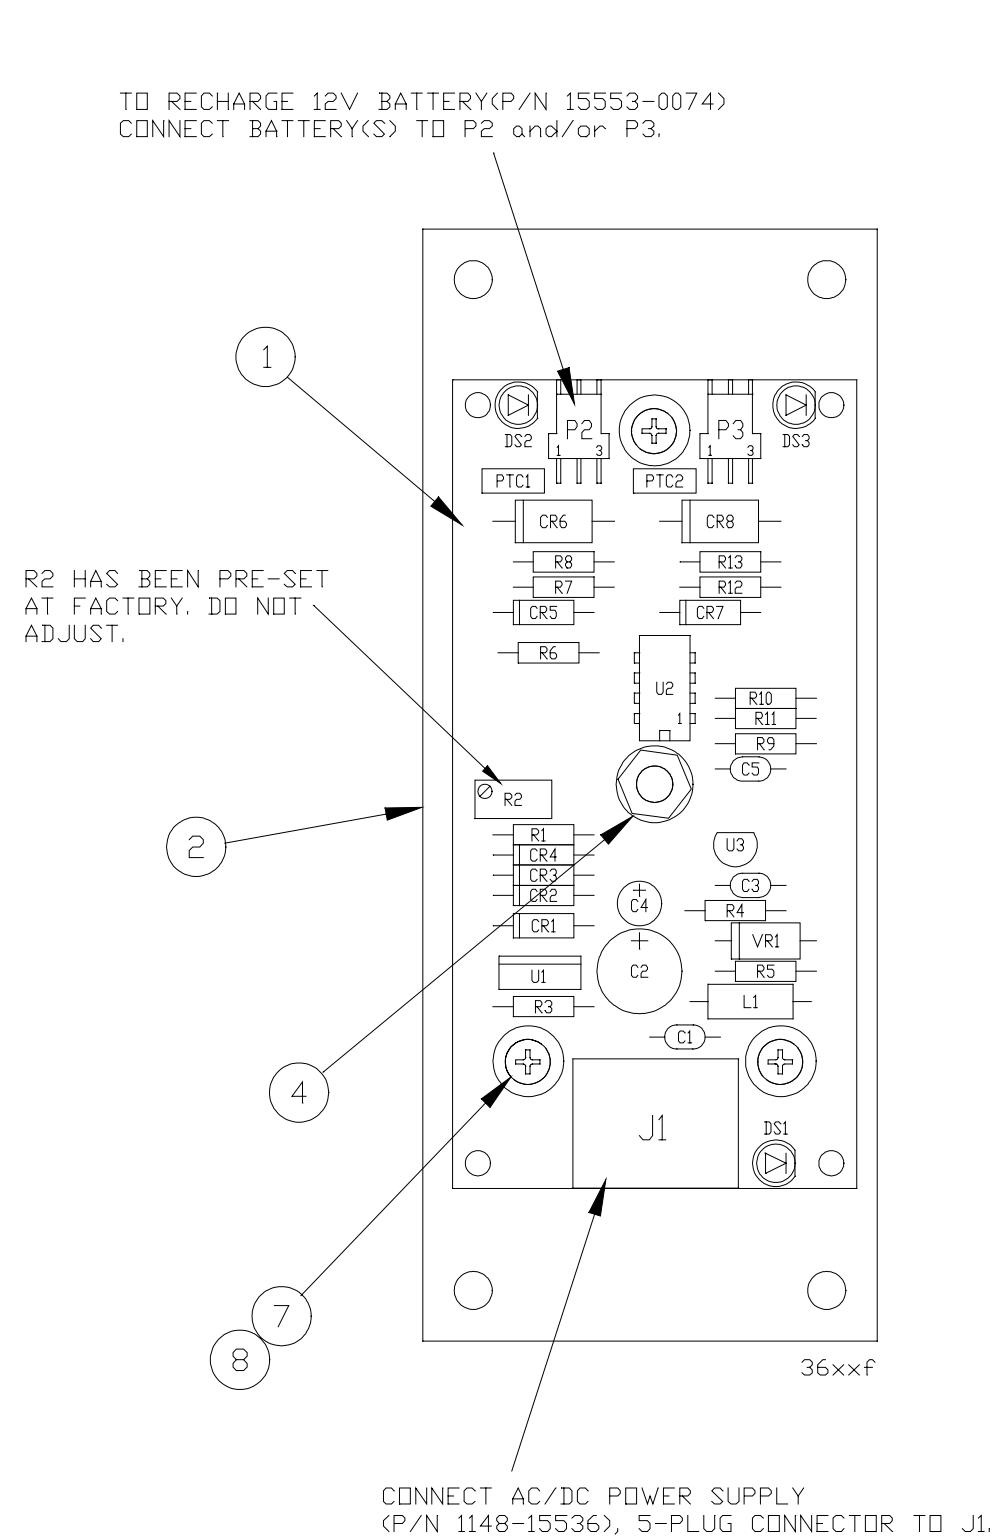 TO RECHARGE 12V BATTERY(P/N 15553-0074)
CONNECT BATTERY(S) TO P2 and/or P3.
1
DS2
P2
1 3
P3
1 3
DS3
PTC1
PTC2
CR6
CR8
R8
R13
R7
R12
CR5
CR7
R2 HAS BEEN PRE-SET
AT FACTORY. DO NOT
ADJUST.
R6
U2
1
R10
R11
R9
C5
R2
2
R1
U3
CR4
CR3
C3
CR2
C4
R4
CR1
VR1
U1
C2
R5
L1
R3
C1
4
J1
DS1
7
8
36xxf
CONNECT AC/DC POWER SUPPLY
(P/N 1148-15536), 5-PLUG CONNECTOR TO J1.